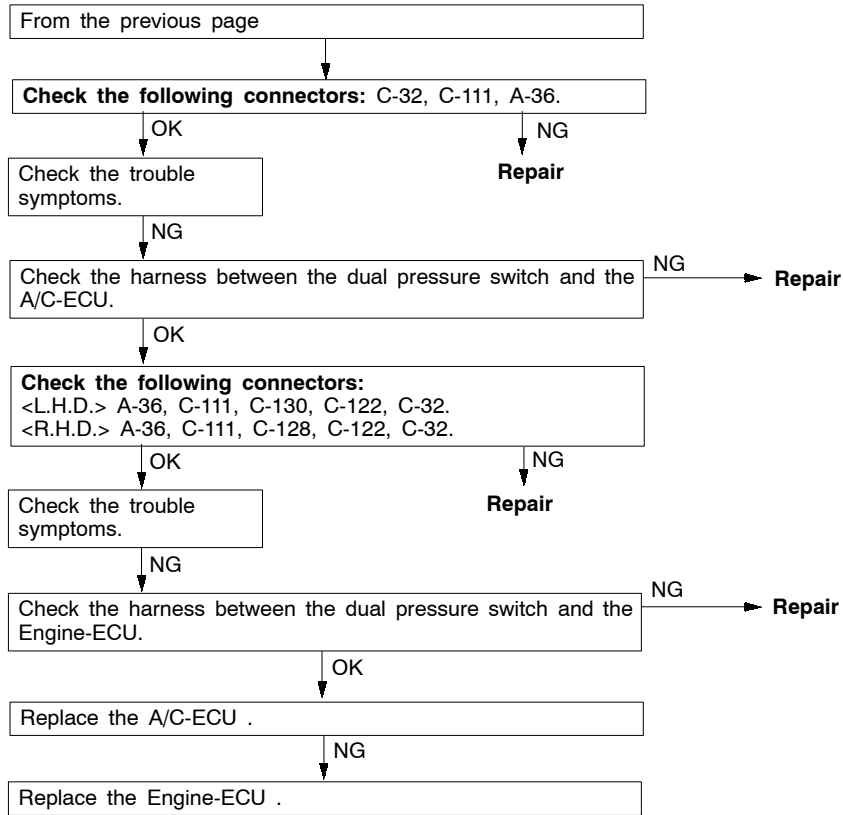 From the previous page
Check the following connectors: C-32, C-111, A-36.
OK
NG
Check the trouble
symptoms.
Repair
NG
Check the harness between the dual pressure switch and the
A/C-ECU.
NG
Repair
OK
Check the following connectors:
<L.H.D.> A-36, C-111, C-130, C-122, C-32.
<R.H.D.> A-36, C-111, C-128, C-122, C-32.
OK
NG
Check the trouble
symptoms.
Repair
NG
Check the harness between the dual pressure switch and the
Engine-ECU.
NG
Repair
OK
Replace the A/C-ECU .
NG
Replace the Engine-ECU .